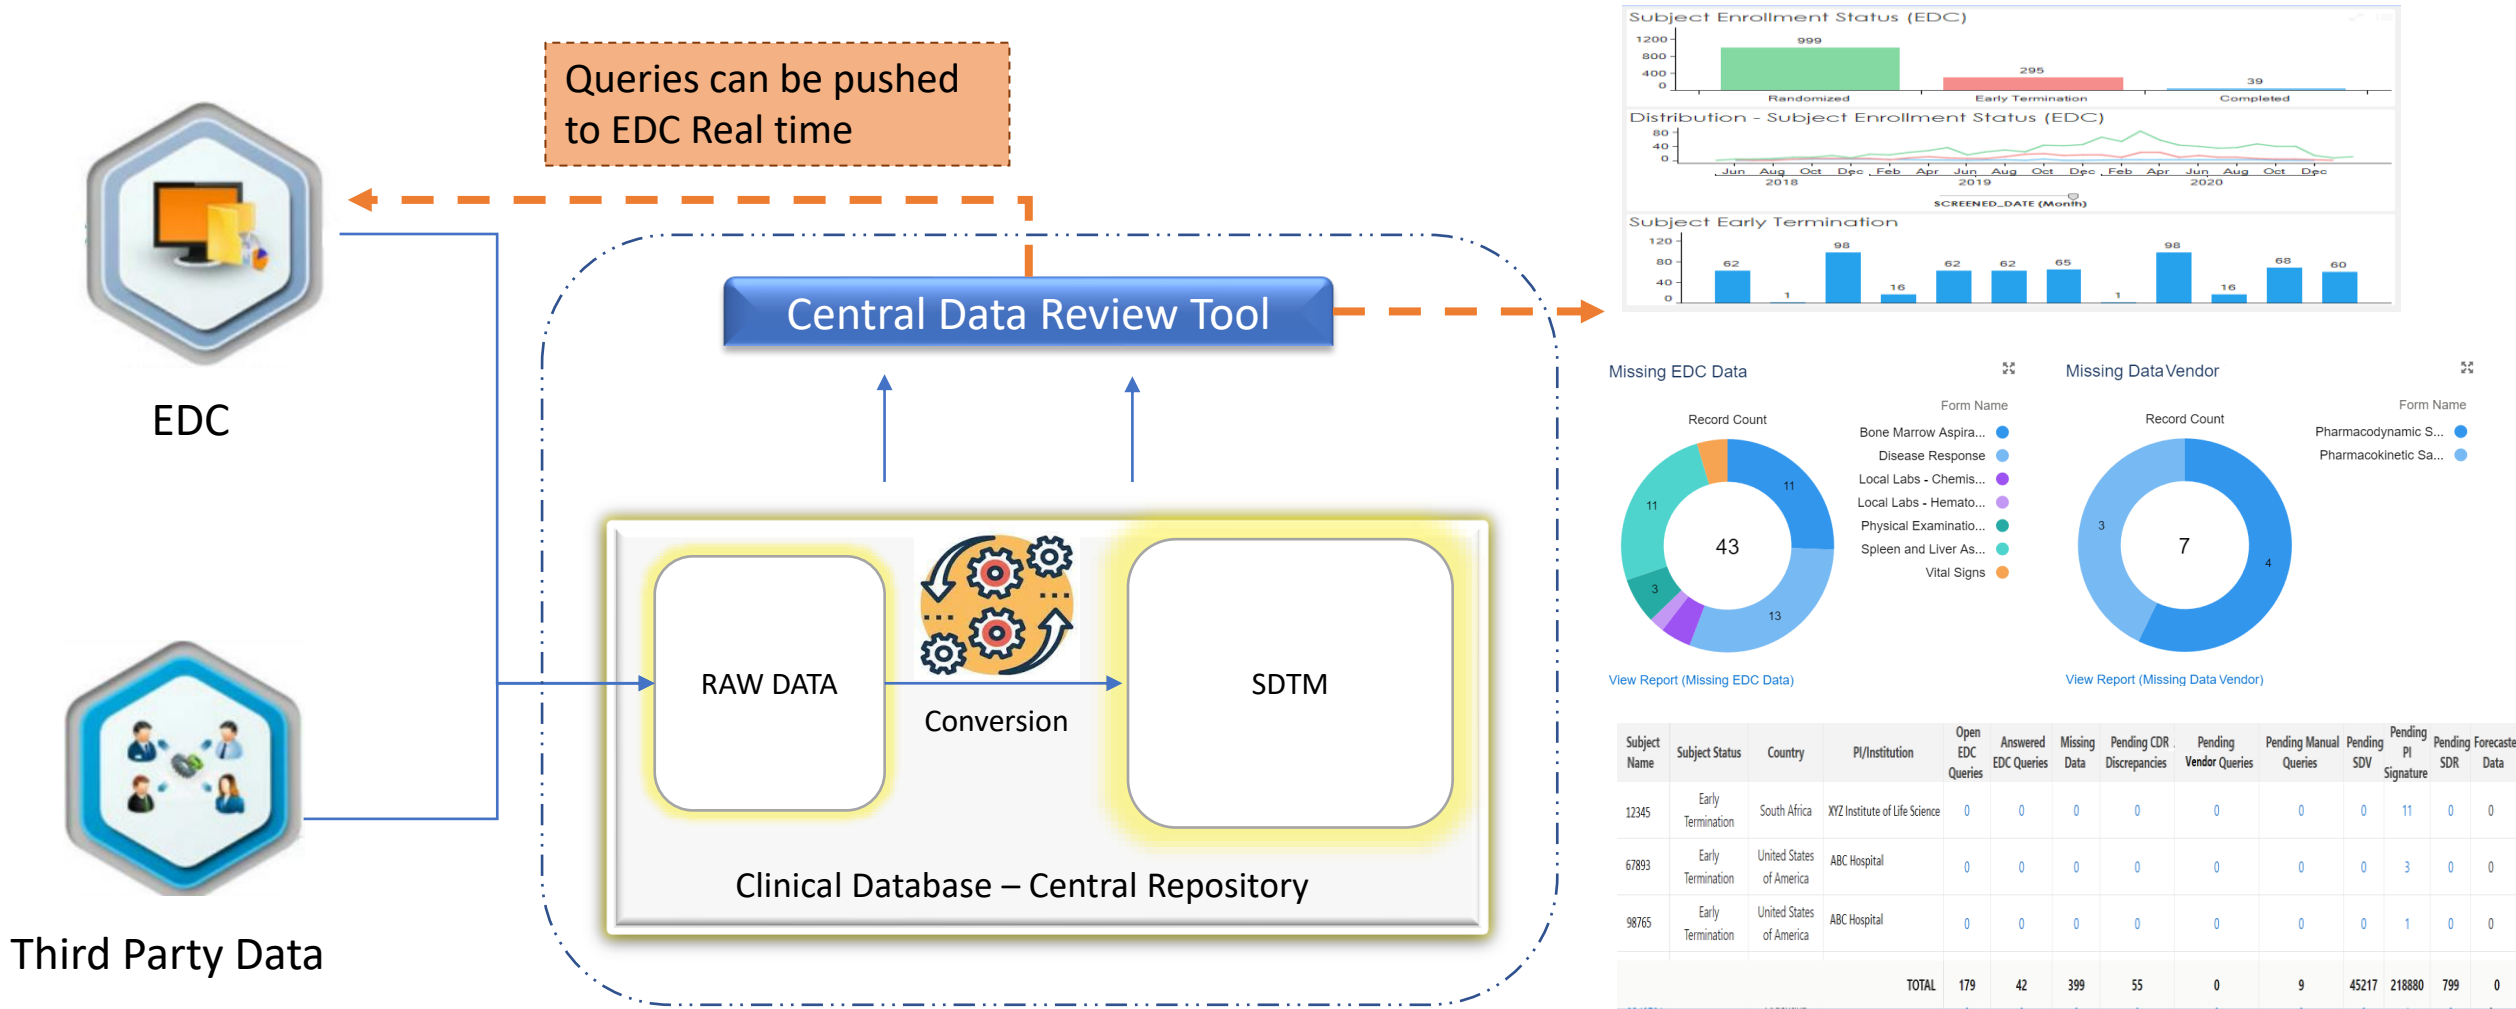 Queries can be pushed
to EDC Real time
EDC
Third Party Data
Central Data Review Tool
RAW DATA
Conversion
SDTM
Clinical Database – Central Repository
Subject Enrollment Status (EDC)
1200
800
400
0
999
295
39
Randomized Early Termination Completed
Distribution - Subject Enrollment Status (EDC)
80
40
0
Jun Aug Oct Dec Feb Apr Jun Aug Oct Dec Feb Apr Jun Aug Oct Dec
2018 2019 2020
SCREENED_DATE (Month)
Subject Early Termination
120
80
40
0
62 1 98 16 62 62 65 1 98 16 68 60
Missing EDC Data
Record Count
Form Name
Bone Marrow Aspira...
Disease Response
Local Labs - Chemis...
Local Labs - Hemato...
Physical Examinatio...
Spleen and Liver As...
Vital Signs
11
11
43
3
13
View Report (Missing EDC Data)
Missing Data Vendor
Record Count
Form Name
Pharmacodynamic S...
Pharmacokinetic Sa...
3
7
4
View Report (Missing Data Vendor)
Subject Name Subject Status Country PI/Institution Open EDC Queries Answered EDC Queries Missing Data Pending CDR Discrepancies Pending Vendor Queries Pending Manual Queries Pending SDV Pending PI Signature Pending SDR Forecaste Data
12345 Early Termination South Africa XYZ Institute of Life Science 0 0 0 0 0 0 0 11 0 0
67893 Early Termination United States of America ABC Hospital 0 0 0 0 0 0 0 3 0 0
98765 Early Termination United States of America ABC Hospital 0 0 0 0 0 0 0 1 0 0
TOTAL 179 42 399 55 0 9 45217 218880 799 0